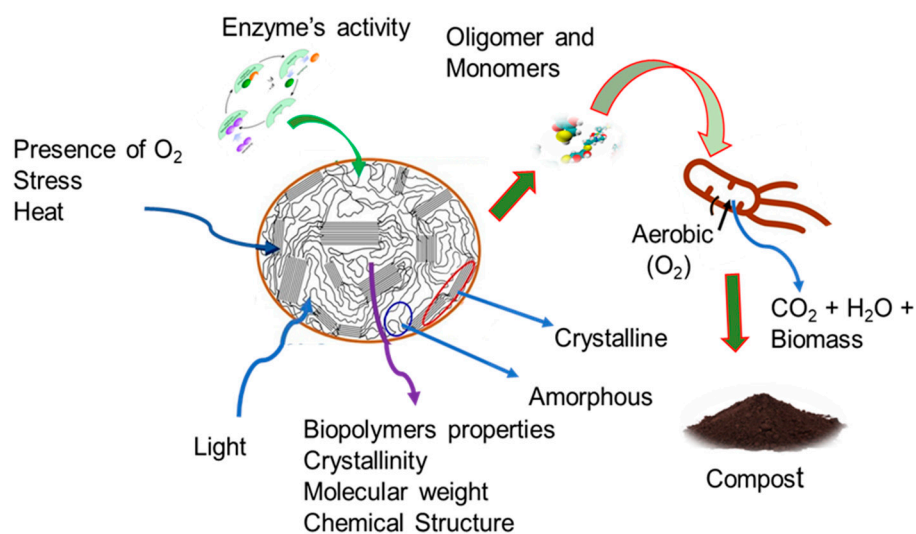 Enzyme's activity
Oligomer and
Monomers
Presence of O₂
Stress
Heat
Aerobic
(O₂)
CO₂ + H₂O +
Biomass
Crystalline
Amorphous
Light
Biopolymers properties
Crystallinity
Molecular weight
Chemical Structure
Compost